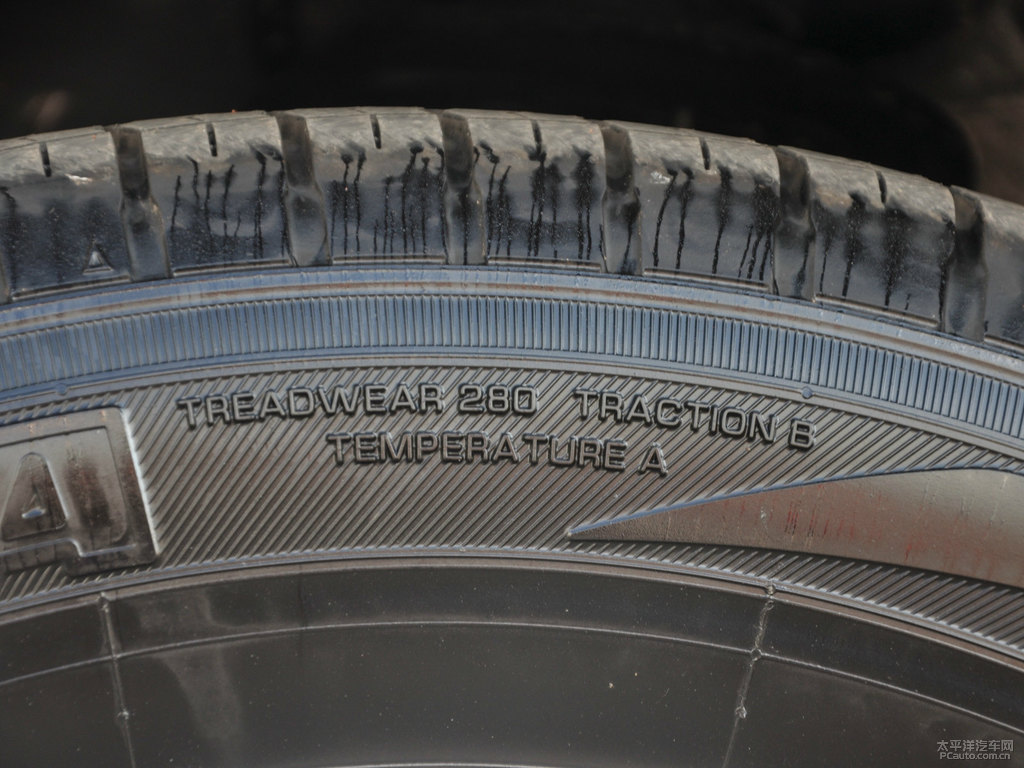 TREADWEAR 280 TRACTION B
TEMPERATURE A
A
太平洋汽车网
PCauto.com.cn